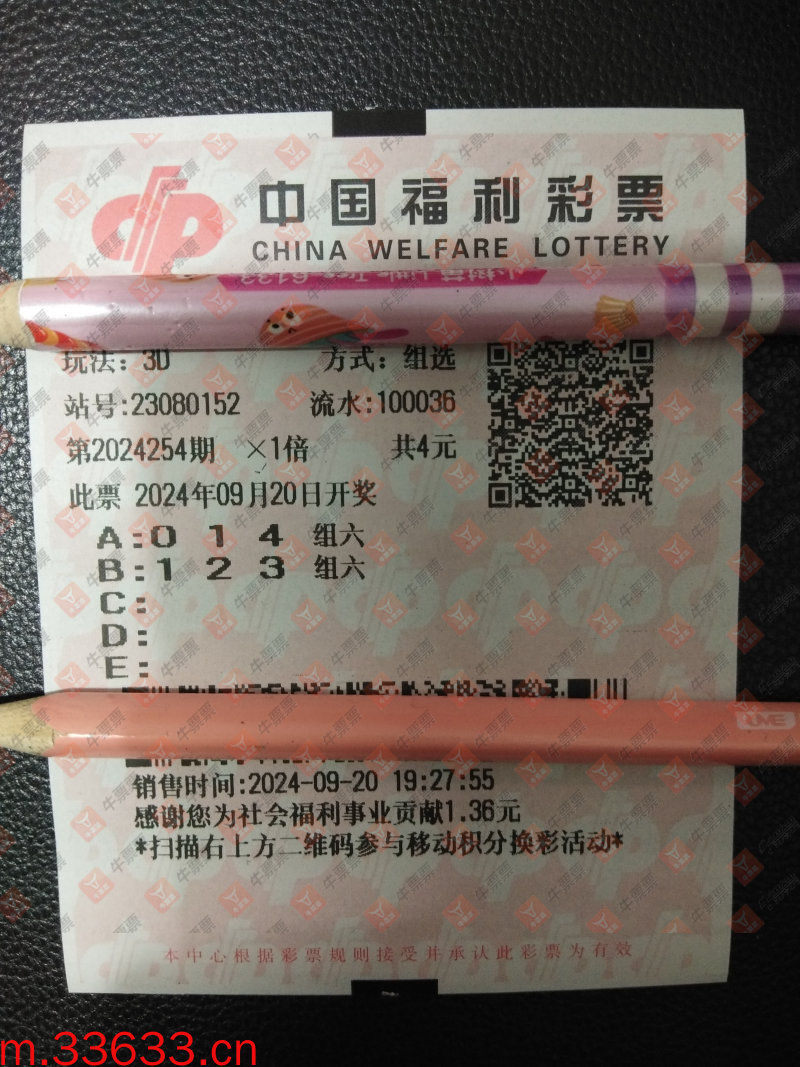 中国福利彩票
CHINA WELFARE LOTTERY
玩法：3D 方式：组选
站号:23080152 流水:100036
第2024254期 ×1倍 共4元
此票 2024年09月20日开奖
A:0 1 4 组六
B:1 2 3 组六
C:
D:
E:
UME
销售时间:2024-09-20 19:27:55
感谢您为社会福利事业贡献1.36元
*扫描右上方二维码参与移动积分换彩活动*
本中心根据彩票规则接受并承认此彩票为有效
m.33633.cn
牛票票